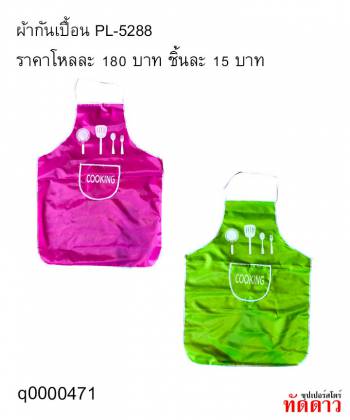 ผ้ากันเปื้อน PL-5288
ราคาโหลละ 180 บาท ชิ้นละ 15 บาท
COOKING
COOKING
q0000471
ซุปเปอร์สโตร์
ทัดดาว